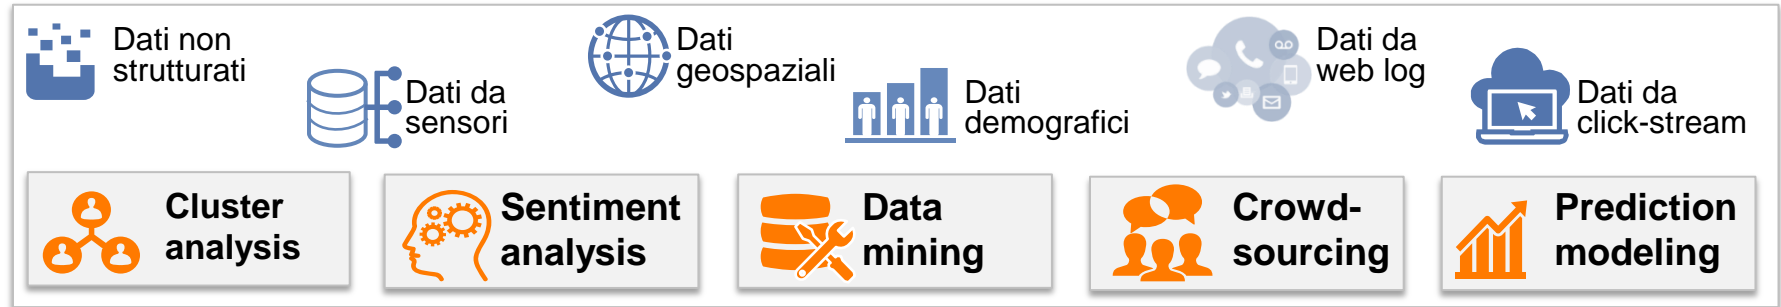 Dati non
strutturati
Dati da
sensori
Dati
geospaziali
Dati
demografici
Dati da
web log
Dati da
click-stream
Cluster
analysis
Sentiment
analysis
Data
mining
Crowd-
sourcing
Prediction
modeling